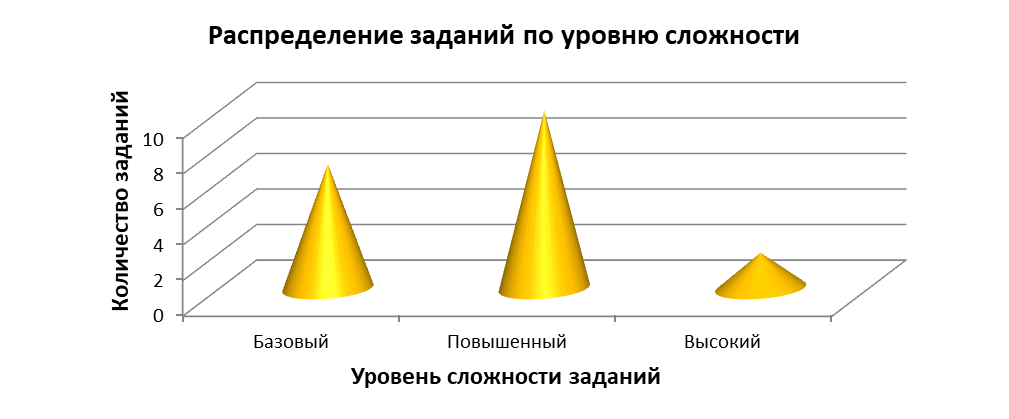 Распределение заданий по уровню сложности
Количество заданий
10
8
6
4
2
0
Базовый
Повышенный
Высокий
Уровень сложности заданий